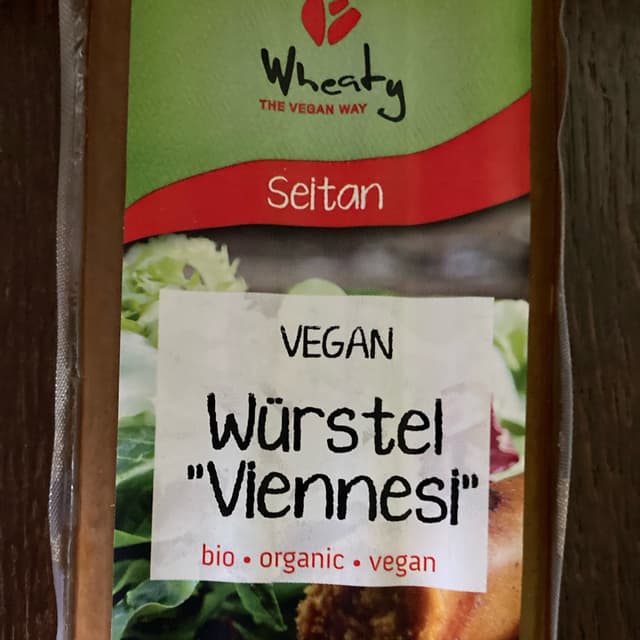 Wheaty
THE VEGAN WAY
Seitan
VEGAN
Würstel
"Viennesi"
bio • organic • vegan